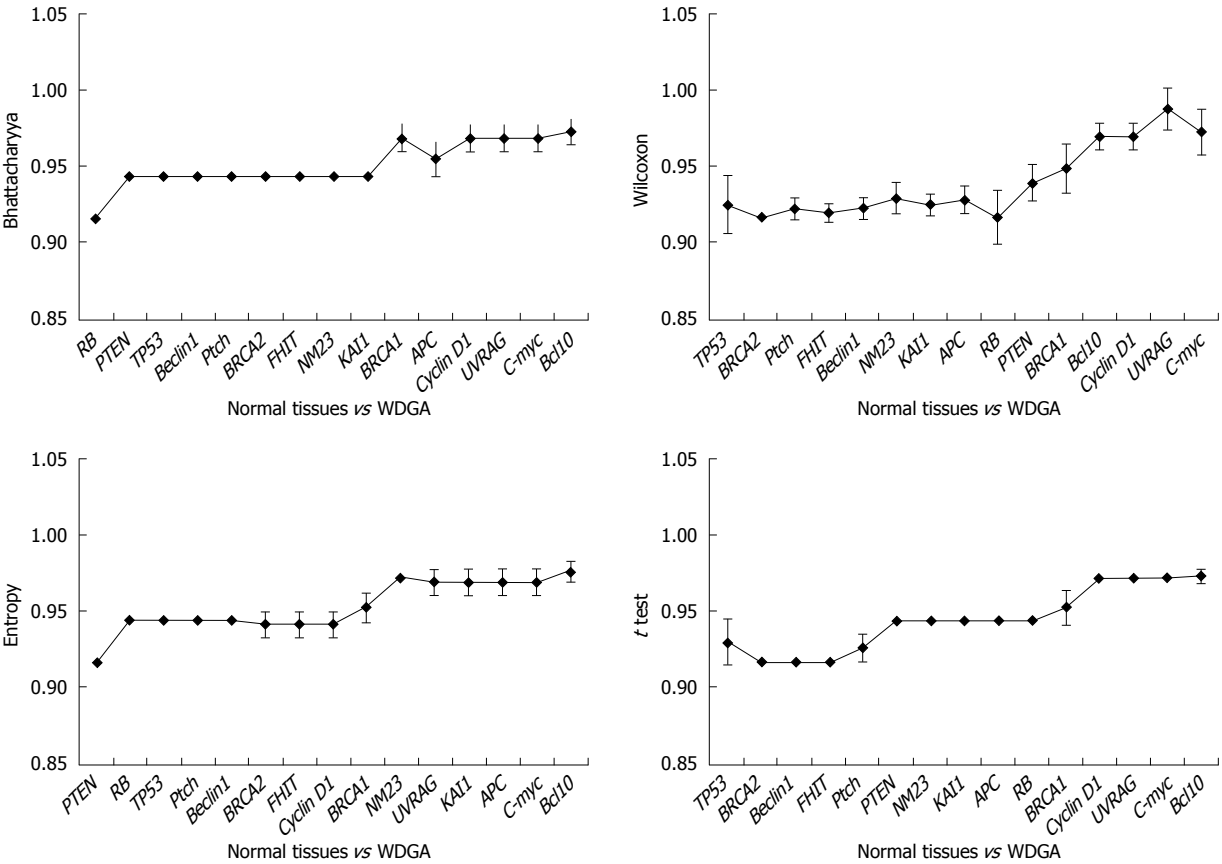 1.05
1.00
0.95
0.90
0.85
Bhattacharyya
RB
PTEN
TP53
Beclin1
Ptch
BRCA2
FHIT
NM23
KAI1
BRCA1
APC
Cyclin D1
UVRAG
C-myc
Bcl10
Normal tissues vs WDGA
1.05
1.00
0.95
0.90
0.85
Wilcoxon
TP53
BRCA2
Ptch
FHIT
Beclin1
NM23
KAI1
APC
RB
PTEN
BRCA1
Bcl10
Cyclin D1
UVRAG
C-myc
Normal tissues vs WDGA
1.05
1.00
0.95
0.90
0.85
Entropy
PTEN
RB
TP53
Ptch
Beclin1
BRCA2
FHIT
Cyclin D1
BRCA1
NM23
UVRAG
KAI1
APC
C-myc
Bcl10
Normal tissues vs WDGA
1.05
1.00
0.95
0.90
0.85
t test
TP53
BRCA2
Beclin1
FHIT
Ptch
PTEN
NM23
KAI1
APC
RB
BRCA1
Cyclin D1
UVRAG
C-myc
Bcl10
Normal tissues vs WDGA